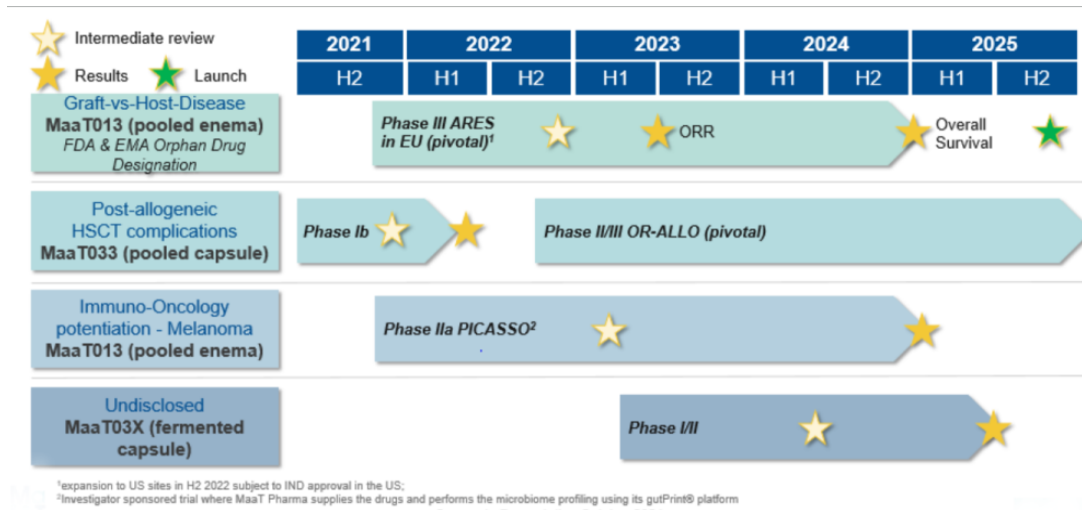 Intermediate review
Results
Launch
2021
2022
2023
2024
2025
H2
H1
H2
H1
H2
H1
H2
H1
H2
Graft-vs-Host-Disease
MaaT013 (pooled enema)
FDA & EMA Orphan Drug
Designation
Phase III ARES
in EU (pivotal)¹
ORR
Overall
Survival
Post-allogeneic
HSCT complications
MaaT033 (pooled capsule)
Phase Ib
Phase II/III OR-ALLO (pivotal)
Immuno-Oncology
potentiation - Melanoma
MaaT013 (pooled enema)
Phase IIa PICASSO²
Undisclosed
MaaT03X (fermented
capsule)
Phase I/II
¹expansion to US sites in H2 2022 subject to IND approval in the US;
²Investigator sponsored trial where MaaT Pharma supplies the drugs and performs the microbiome profiling using its gutPrint® platform